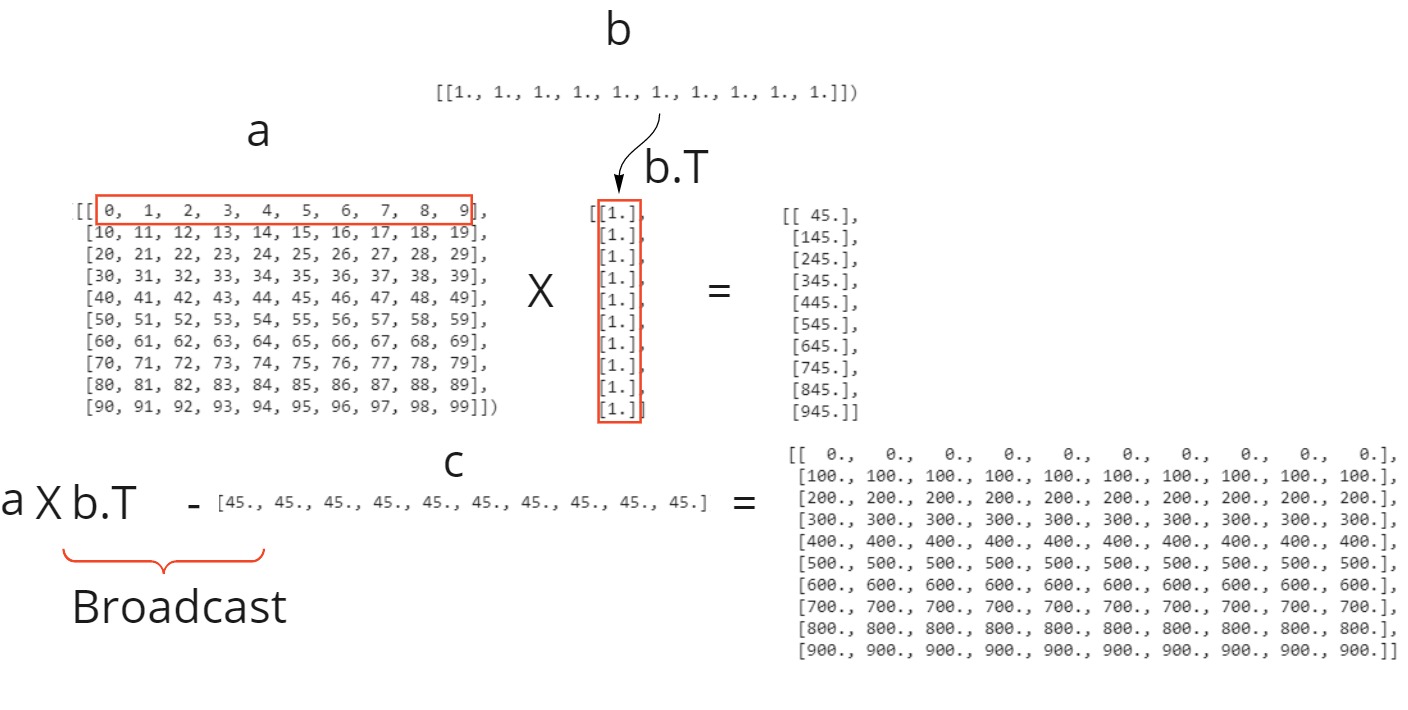 b
[[1., 1., 1., 1., 1., 1., 1., 1., 1., 1.]])
a
b.T
[[ 0, 1, 2, 3, 4, 5, 6, 7, 8, 9],
[10, 11, 12, 13, 14, 15, 16, 17, 18, 19],
[20, 21, 22, 23, 24, 25, 26, 27, 28, 29],
[30, 31, 32, 33, 34, 35, 36, 37, 38, 39],
[40, 41, 42, 43, 44, 45, 46, 47, 48, 49],
[50, 51, 52, 53, 54, 55, 56, 57, 58, 59],
[60, 61, 62, 63, 64, 65, 66, 67, 68, 69],
[70, 71, 72, 73, 74, 75, 76, 77, 78, 79],
[80, 81, 82, 83, 84, 85, 86, 87, 88, 89],
[90, 91, 92, 93, 94, 95, 96, 97, 98, 99]])
X
[[1.],
[1.],
[1.],
[1.],
[1.],
[1.],
[1.],
[1.],
[1.],
[1.]]
=
[[ 45.],
[145.],
[245.],
[345.],
[445.],
[545.],
[645.],
[745.],
[845.],
[945.]]
c
a X b.T - [45., 45., 45., 45., 45., 45., 45., 45., 45., 45.] =
[[ 0., 0., 0., 0., 0., 0., 0., 0., 0., 0.],
[100., 100., 100., 100., 100., 100., 100., 100., 100., 100.],
[200., 200., 200., 200., 200., 200., 200., 200., 200., 200.],
[300., 300., 300., 300., 300., 300., 300., 300., 300., 300.],
[400., 400., 400., 400., 400., 400., 400., 400., 400., 400.],
[500., 500., 500., 500., 500., 500., 500., 500., 500., 500.],
[600., 600., 600., 600., 600., 600., 600., 600., 600., 600.],
[700., 700., 700., 700., 700., 700., 700., 700., 700., 700.],
[800., 800., 800., 800., 800., 800., 800., 800., 800., 800.],
[900., 900., 900., 900., 900., 900., 900., 900., 900., 900.]]
Broadcast